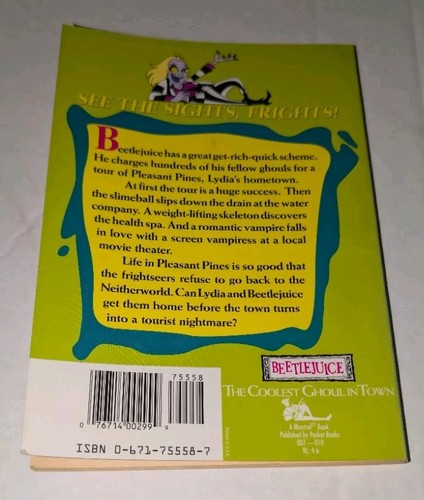 SEE THE SIGHTS, FRIGHTS!
Beetlejuice has a great get-rich-quick scheme.
He charges hundreds of his fellow ghouls for a
tour of Pleasant Pines, Lydia's hometown.
At first the tour is a huge success. Then
the slimeball slips down the drain at the water
company. A weight-lifting skeleton discovers
the health spa. And a romantic vampire falls
in love with a screen vampiress at a local
movie theater.
Life in Pleasant Pines is so good that
the frightseers refuse to go back to the
Neitherworld. Can Lydia and Beetlejuice
get them home before the town turns
into a tourist nightmare?
75558
0 76714 00299 9
ISBN 0-671-75558-7
BEETLEJUICE
THE COOLEST GHOUL IN TOWN
A Minstrel® Book
Published by Pocket Books
007–010
RL: 4.6